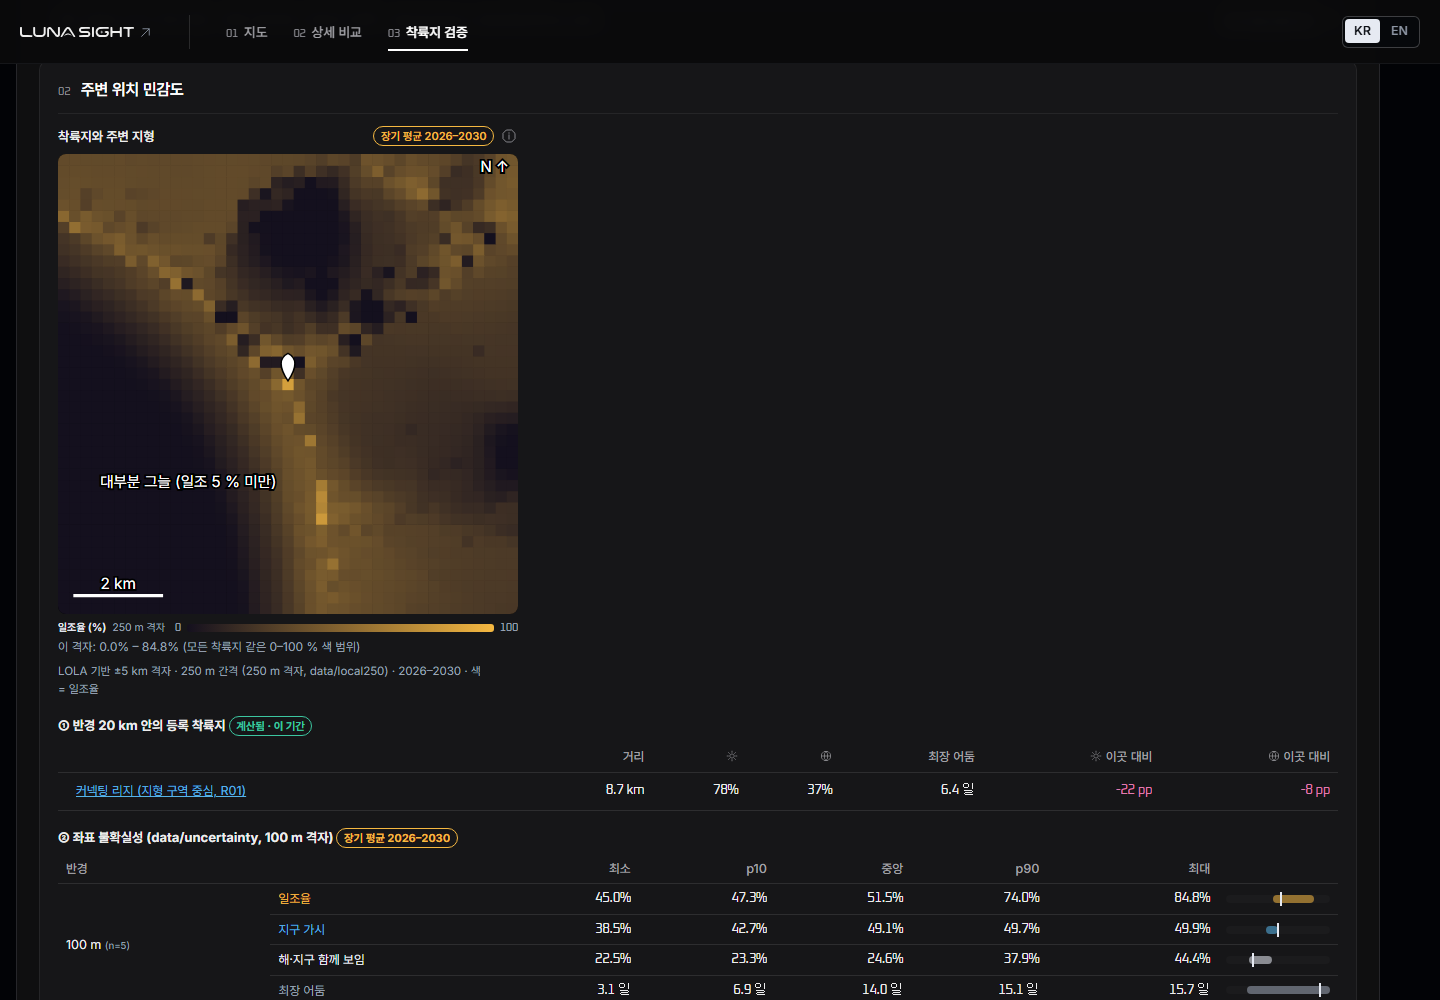 LUNA SIGHT ↗
01 지도
02 상세 비교
03 착륙지 검증
KR EN
02 주변 위치 민감도
착륙지와 주변 지형
장기 평균 2026–2030
N ↑
대부분 그늘 (일조 5 % 미만)
2 km
일조율 (%) 250 m 격자 0 100
이 격자: 0.0% – 84.8% (모든 착륙지 같은 0–100 % 색 범위)
LOLA 기반 ±5 km 격자 · 250 m 간격 (250 m 격자, data/local250) · 2026–2030 · 색
= 일조율
① 반경 20 km 안의 등록 착륙지 계산됨 · 이 기간
거리 최장 어둠 이곳 대비 이곳 대비
커넥팅 리지 (지형 구역 중심, R01) 8.7 km 78% 37% 6.4 일 -22 pp -8 pp
② 좌표 불확실성 (data/uncertainty, 100 m 격자) 장기 평균 2026–2030
반경 최소 p10 중앙 p90 최대
일조율 45.0% 47.3% 51.5% 74.0% 84.8%
지구 가시 38.5% 42.7% 49.1% 49.7% 49.9%
100 m (n=5)
해·지구 함께 보임 22.5% 23.3% 24.6% 37.9% 44.4%
최장 어둠 3.1 일 6.9 일 14.0 일 15.1 일 15.7 일